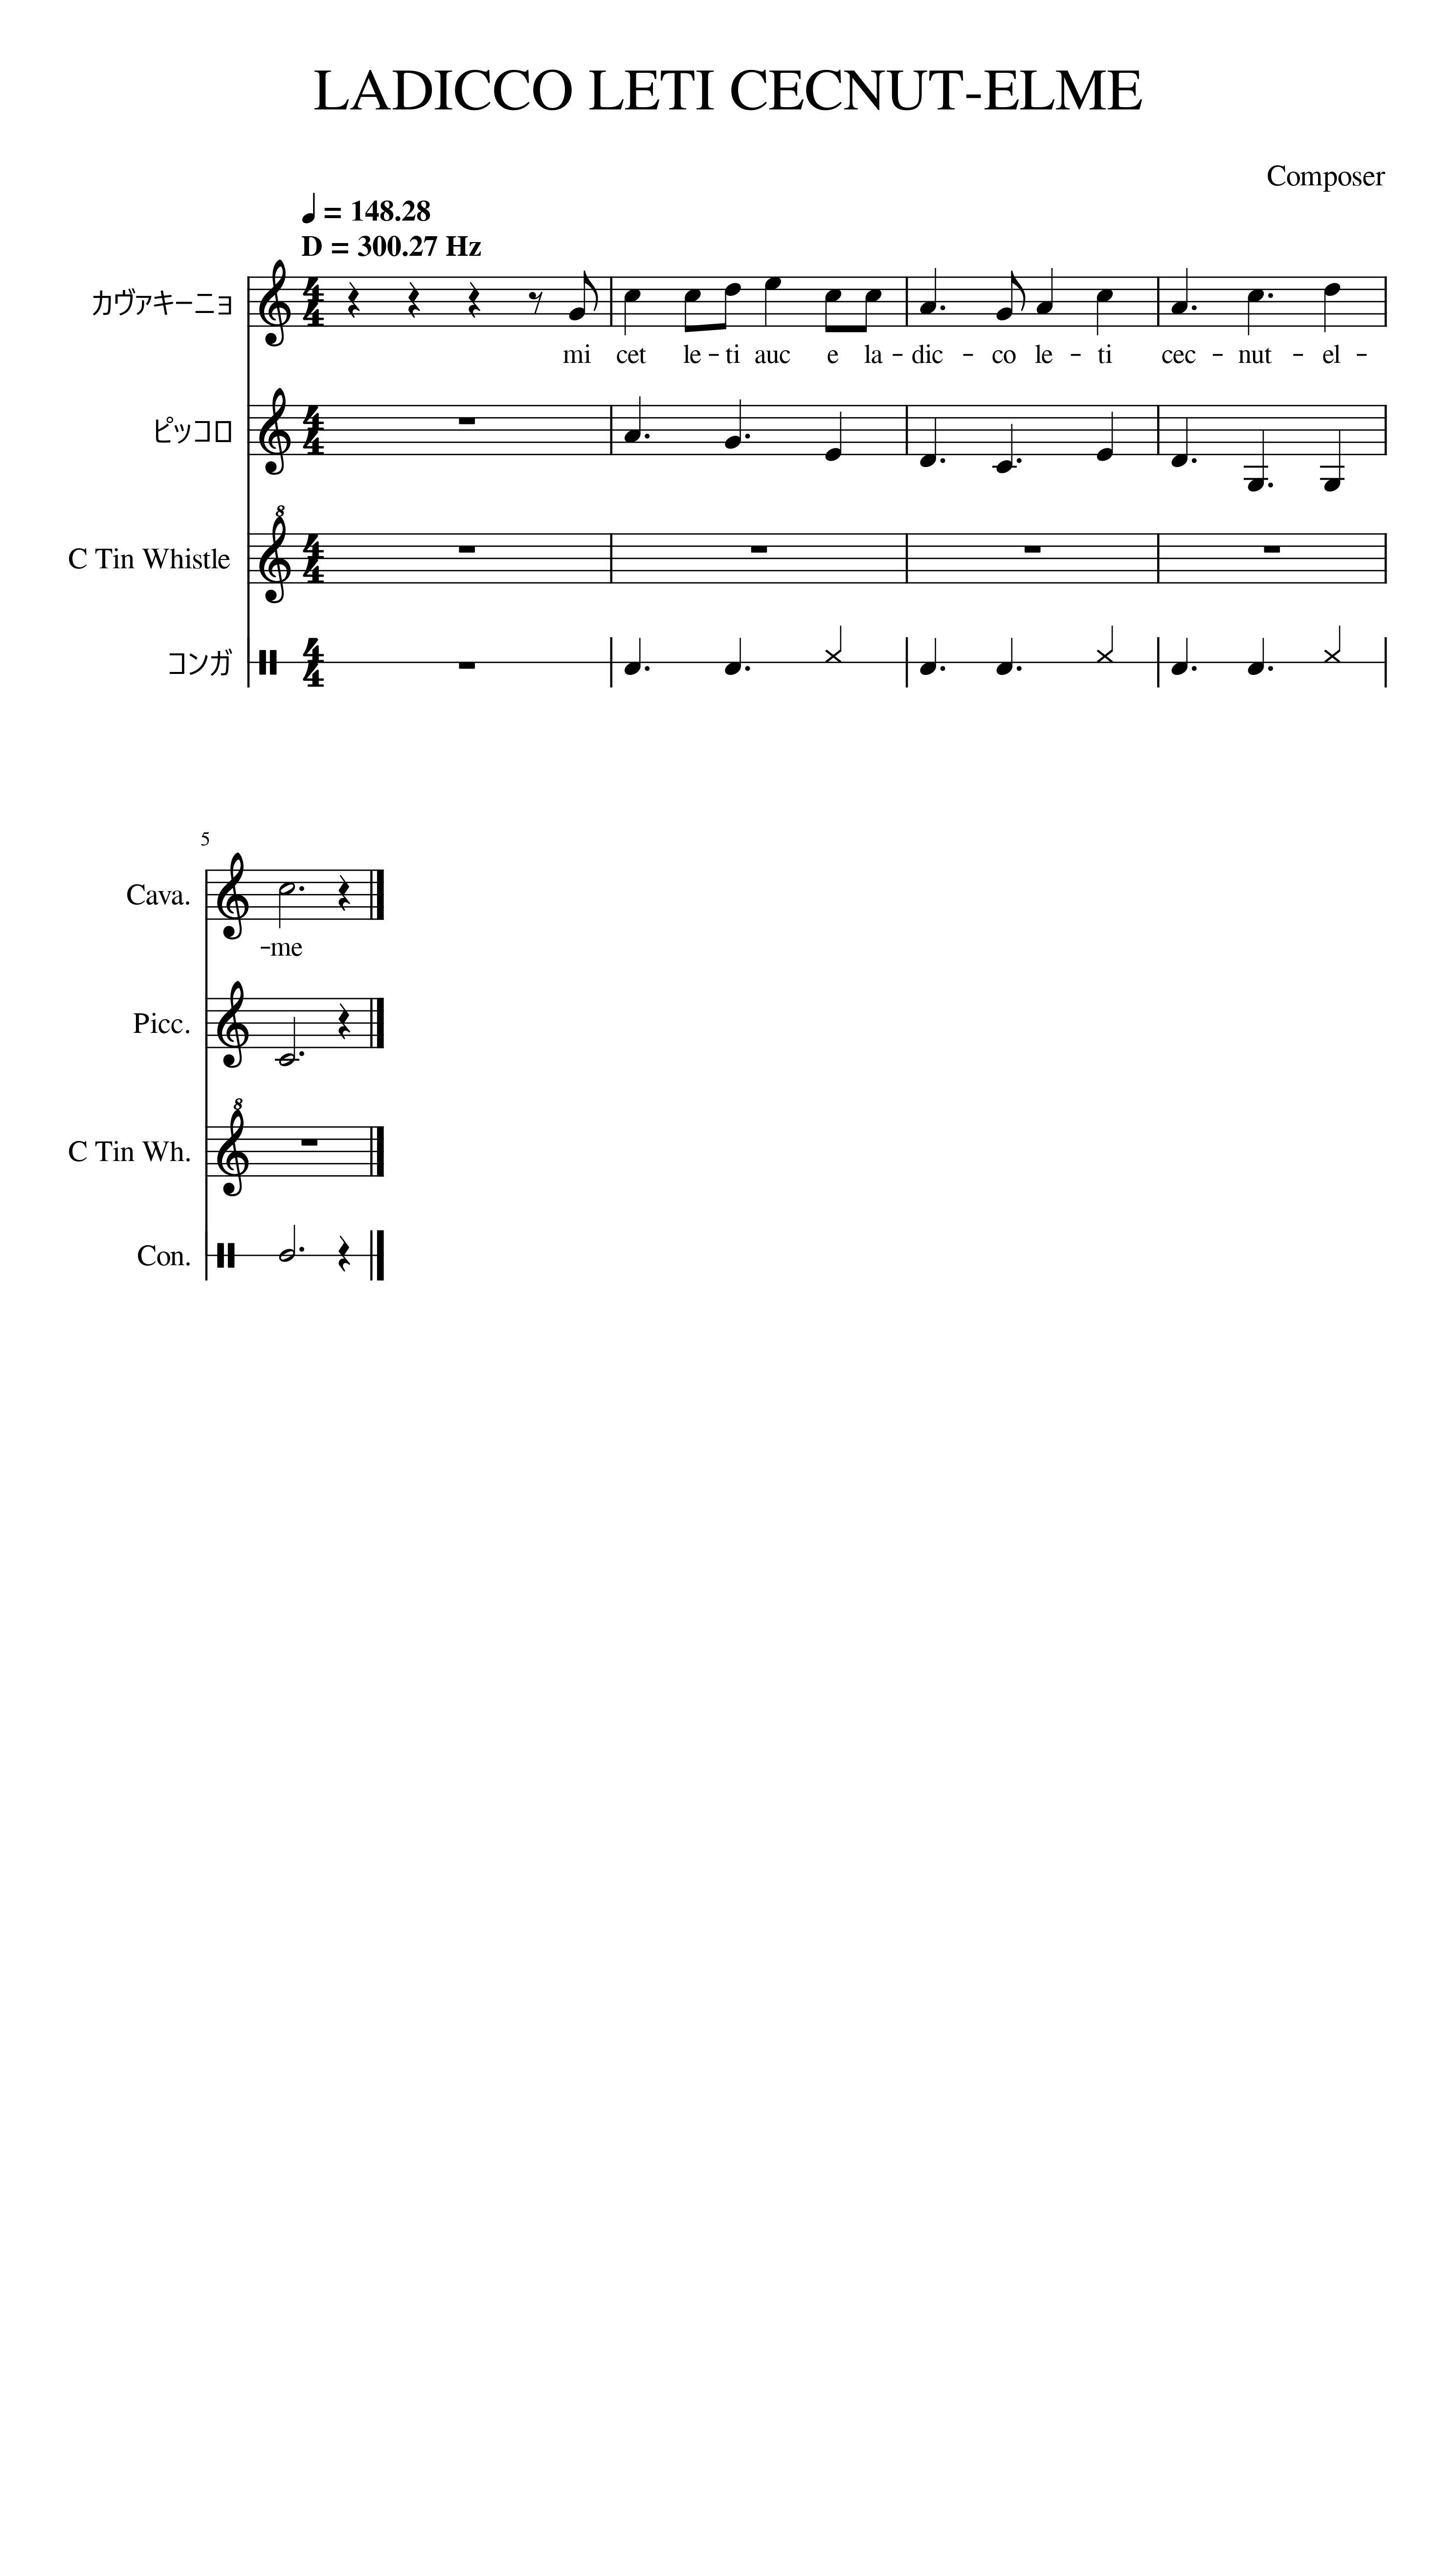 LADICCO LETI CECNUT-ELME
Composer
♩ = 148.28
D = 300.27 Hz
カヴァキーニョ
mi cet le - ti auc e la - dic - co le - ti cec - nut - el -
ピッコロ
8
C Tin Whistle
コンガ
5
Cava.
-me
Picc.
8
C Tin Wh.
Con.